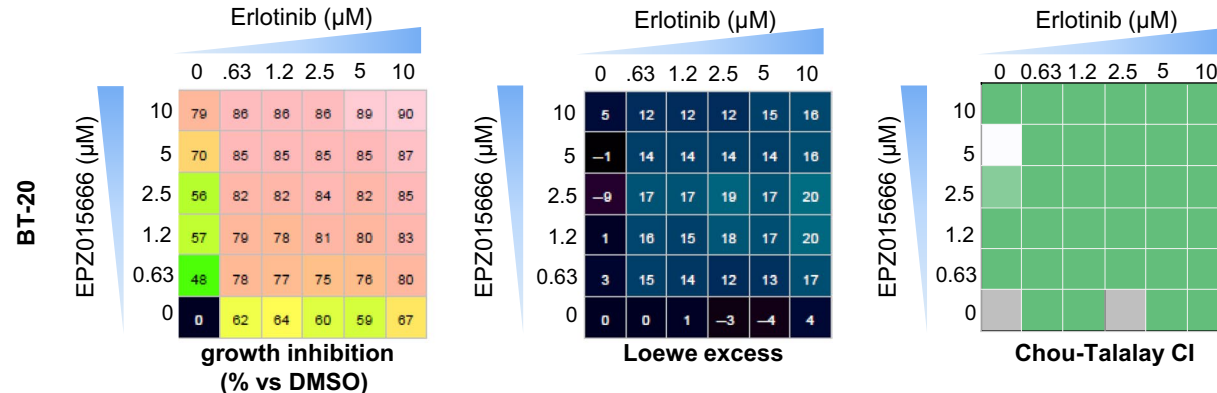 Erlotinib (µM)
0 .63 1.2 2.5 5 10
BT-20
EPZ015666 (µM)
10 79 86 86 86 89 90
5 70 85 85 85 85 87
2.5 56 82 82 84 82 85
1.2 57 79 78 81 80 83
0.63 48 78 77 75 76 80
0 0 62 64 60 59 67
growth inhibition
(% vs DMSO)
Erlotinib (µM)
0 .63 1.2 2.5 5 10
EPZ015666 (µM)
10 5 12 12 12 15 16
5 –1 14 14 14 14 16
2.5 –9 17 17 19 17 20
1.2 1 16 15 18 17 20
0.63 3 15 14 12 13 17
0 0 0 1 –3 –4 4
Loewe excess
Erlotinib (µM)
0 0.63 1.2 2.5 5 10
EPZ015666 (µM)
10
5
2.5
1.2
0.63
0
Chou-Talalay CI